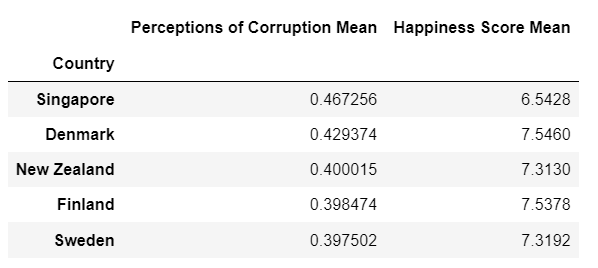 Perceptions of Corruption Mean Happiness Score Mean
Country
Singapore 0.467256 6.5428
Denmark 0.429374 7.5460
New Zealand 0.400015 7.3130
Finland 0.398474 7.5378
Sweden 0.397502 7.3192